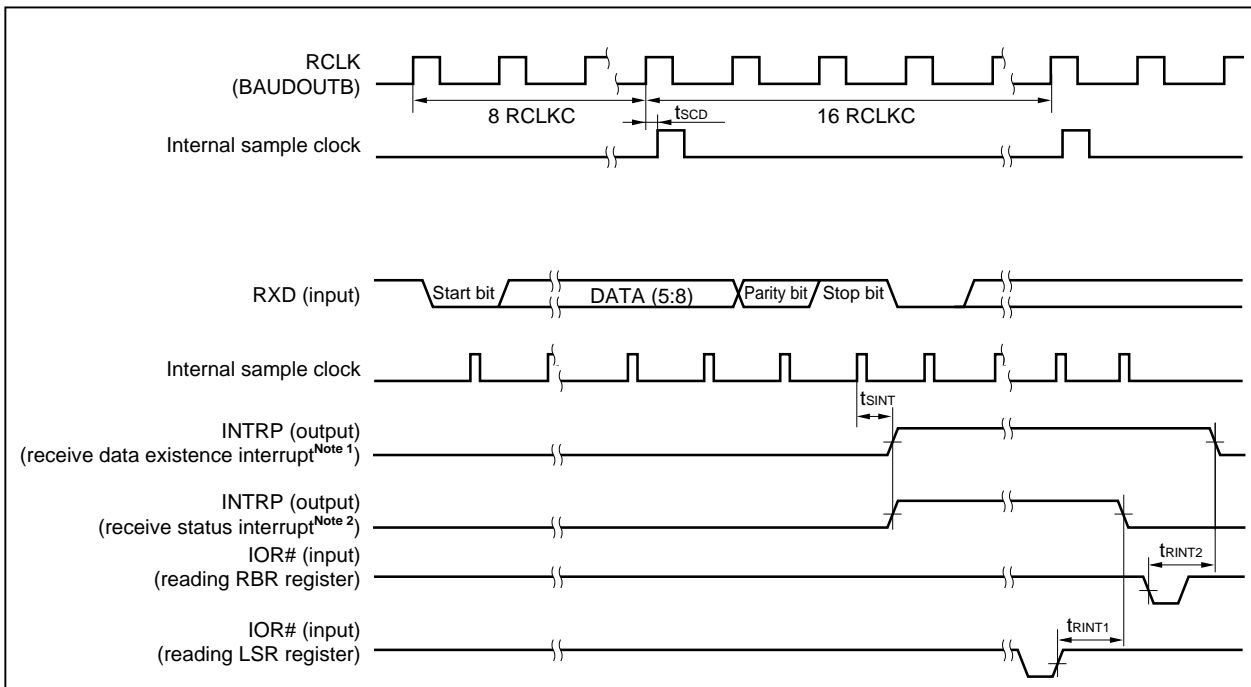 RCLK
(BAUDOUTB)
8 RCLKC
tSCD
16 RCLKC
Internal sample clock
RXD (input)
Start bit
DATA (5:8)
Parity bit
Stop bit
Internal sample clock
tSINT
INTRP (output)
(receive data existence interruptNote 1)
INTRP (output)
(receive status interruptNote 2)
IOR# (input)
(reading RBR register)
tRINT2
IOR# (input)
(reading LSR register)
tRINT1